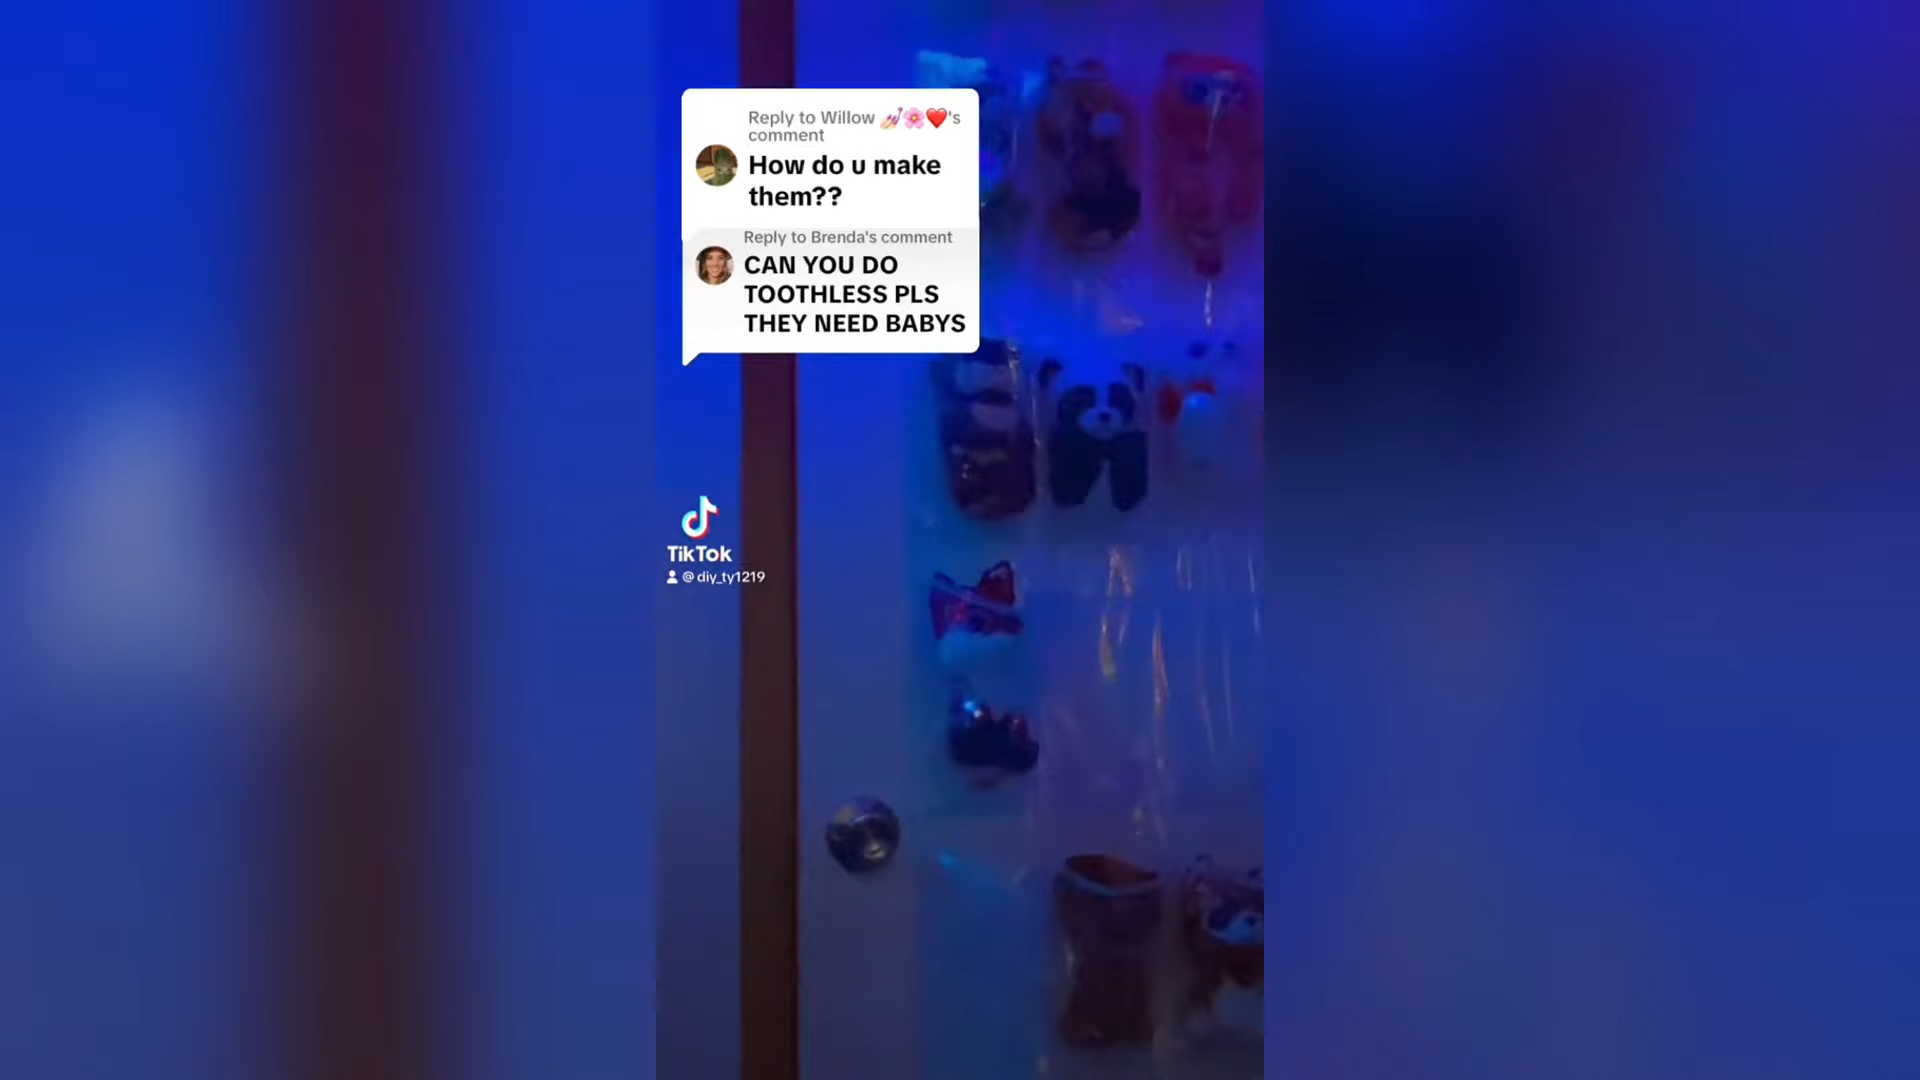 Reply to Willow 💅🏻🌸❤️'s
comment
How do u make
them??
Reply to Brenda's comment
CAN YOU DO
TOOTHLESS PLS
THEY NEED BABYS
TikTok
@diy_ty1219